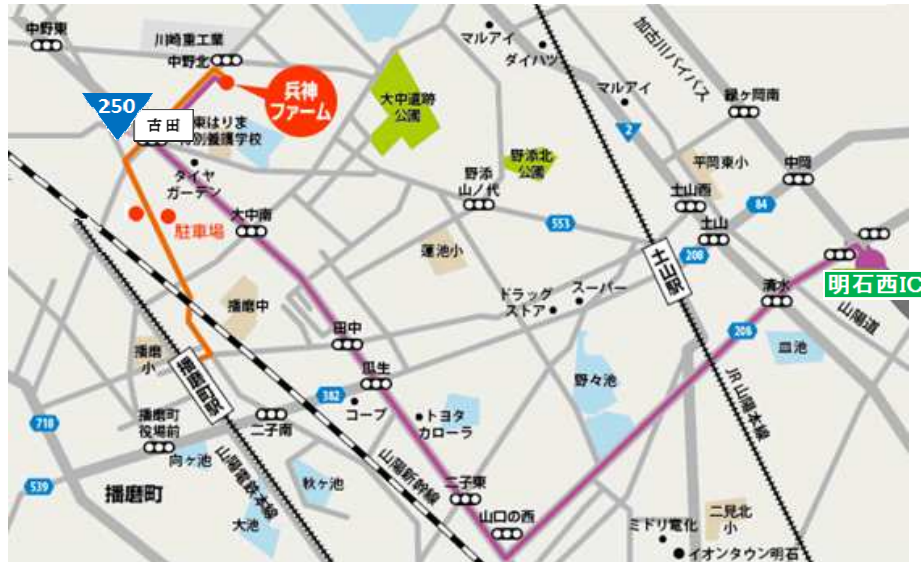 中野東
川崎重工業
中野北
250
古田
兵神
ファーム
東はりま
特別養護学校
タイヤ
ガーデン
駐車場
大中南
大中遺跡
公園
マルアイ
ダイハツ
マルアイ
加古川バイパス
緑ヶ岡南
2
平岡東小
中岡
野添
山ノ代
野添北
公園
土山西
土山
84
553
208
土山駅
蓮池小
ドラッグ
ストア
スーパー
清水
明石西IC
山陽道
206
皿池
播磨中
播磨
小
播磨町駅
田中
瓜生
382
コープ
トヨタ
カローラ
野々池
JR山陽本線
718
播磨町
役場前
二子南
向ヶ池
539
播磨町
山陽電鉄本線
秋ヶ池
大池
山陽新幹線
二子東
山口の西
ミドリ電化
二見北
小
イオンタウン明石